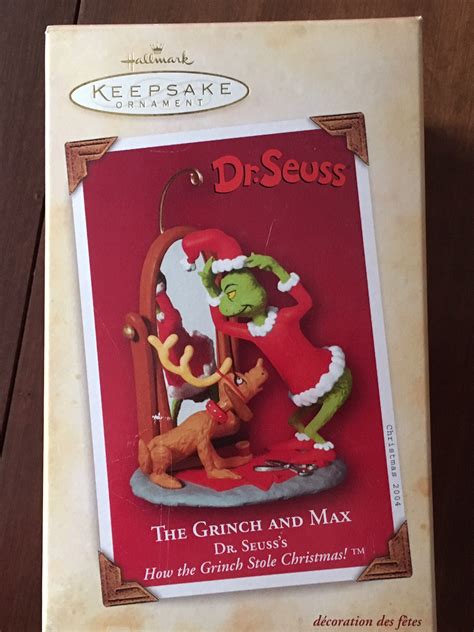 Hallmark
KEEPSAKE
ORNAMENT
Dr. Seuss
Christmas 2004
THE GRINCH AND MAX
DR. SEUSS'S
How the Grinch Stole Christmas! ™
décoration des fêtes